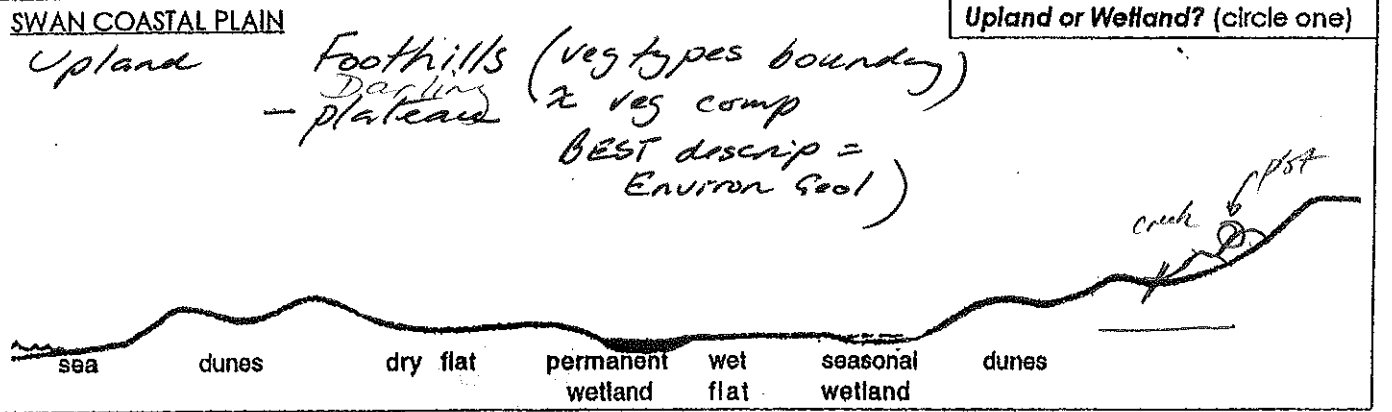 SWAN COASTAL PLAIN
Upland or Wetland? (circle one)
Upland Foothills (veg types boundary)
Darling
- plateau veg comp
BEST descrip =
Environ Geol)
plot
creek
sea dunes dry flat permanent wet seasonal dunes
wetland flat wetland